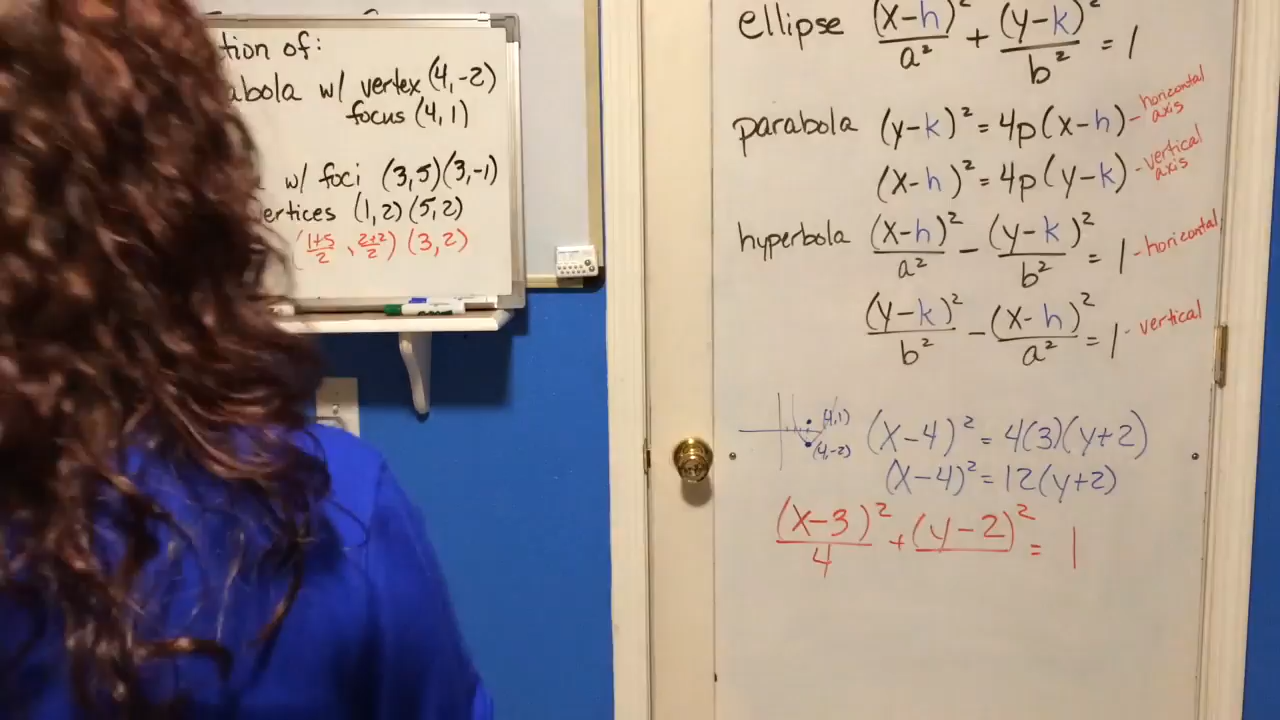 tion of:
abola w/ vertex (4,-2)
focus (4,1)
w/ foci (3,5)(3,-1)
ertices (1,2) (5,2)
(1+5/2, 2+2/2) (3,2)
ellipse (x-h)²/a² + (y-k)²/b² = 1
parabola (y-k)² = 4p(x-h) - horizontal axis
(x-h)² = 4p(y-k) - vertical axis
hyperbola (x-h)²/a² - (y-k)²/b² = 1 - horizontal
(y-k)²/b² - (x-h)²/a² = 1 - vertical
(4,1)
(4,-2)
(x-4)² = 4(3)(y+2)
(x-4)² = 12(y+2)
(x-3)²/4 + (y-2)²/ = 1